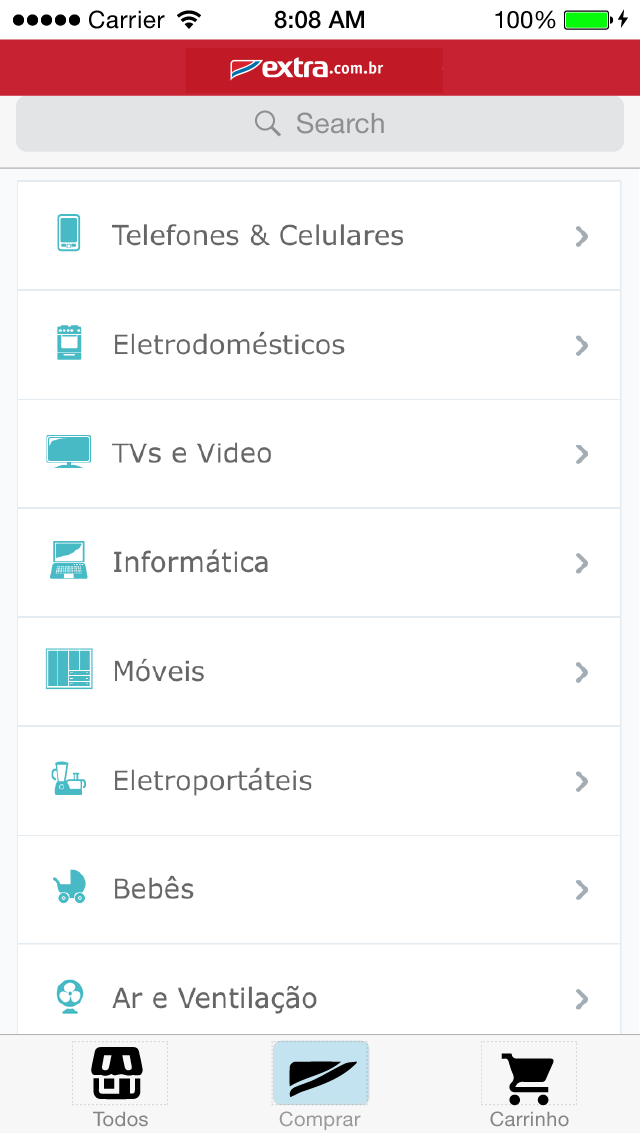 Carrier 8:08 AM 100%
extra.com.br
Search
Telefones & Celulares
Eletrodomésticos
TVs e Video
Informática
Móveis
Eletroportáteis
Bebês
Ar e Ventilação
Todos Comprar Carrinho